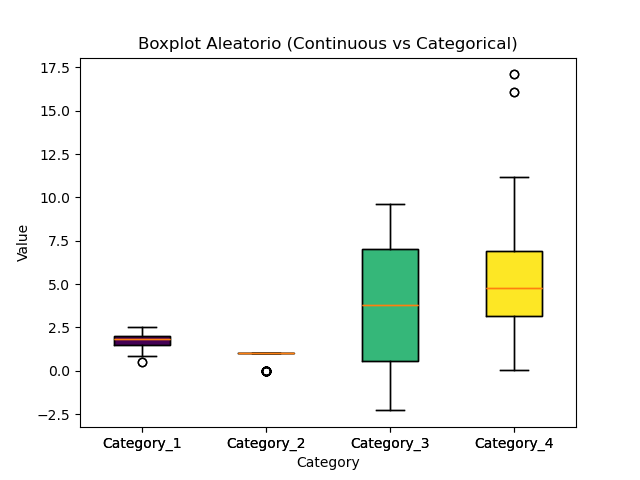 Boxplot Aleatorio (Continuous vs Categorical)
17.5
15.0
12.5
10.0
7.5
5.0
2.5
0.0
−2.5
Value
Category_1 Category_2 Category_3 Category_4
Category